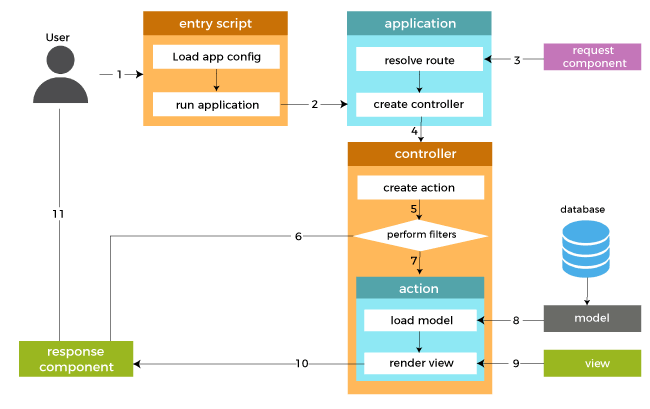 entry script
application
User
Load app config
resolve route
3
request
component
1
run application
2
create controller
4
controller
create action
5
database
11
6
perform filters
7
action
load model
8
model
response
component
10
render view
9
view